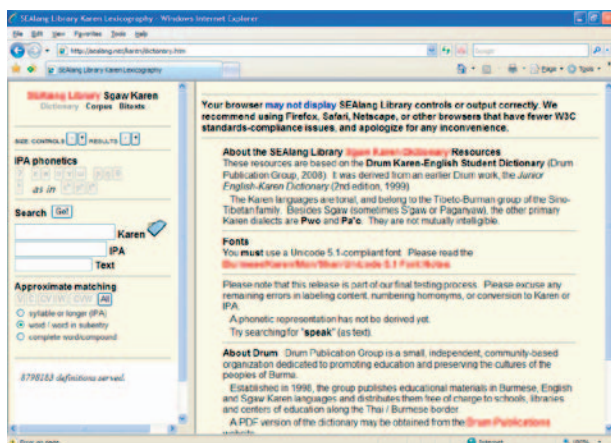 SEAlang Library Karen Lexicography - Windows Internet Explorer
File Edit View Favorites Tools Help
http://sealang.net/karen/dictionary.htm
Google
SEAlang Library Karen Lexicography
Page Tools
SEAlang Library Sgaw Karen
Dictionary Corpus Bitexts
SIZE: CONTROLS RESULTS
IPA phonetics
as in
Search Go!
Karen
IPA
Text
Approximate matching
All
syllable or longer (IPA)
word / word in subentry
complete word/compound
8798283 definitions served.
Your browser may not display SEAlang Library controls or output correctly. We
recommend using Firefox, Safari, Netscape, or other browsers that have fewer W3C
standards-compliance issues, and apologize for any inconvenience.
About the SEAlang Library Resources
These resources are based on the Drum Karen-English Student Dictionary (Drum
Publication Group, 2008). It was derived from an earlier Drum work, the Junior
English-Karen Dictionary (2nd edition, 1999).
The Karen languages are tonal, and belong to the Tibeto-Burman group of the Sino-
Tibetan family. Besides Sgaw (sometimes S'gaw or Paganyaw), the other primary
Karen dialects are Pwo and Pa'o. They are not mutually intelligible.
Fonts
You must use a Unicode 5.1-compliant font. Please read the
Please note that this release is part of our final testing process. Please excuse any
remaining errors in labeling content, numbering homonyms, or conversion to Karen or
IPA.
A phonetic representation has not be derived yet.
Try searching for "speak" (as text).
About Drum Drum Publication Group is a small, independent, community-based
organization dedicated to promoting education and preserving the cultures of the
peoples of Burma.
Established in 1998, the group publishes educational materials in Burmese, English
and Sgaw Karen languages and distributes them free of charge to schools, libraries
and centers of education along the Thai / Burmese border.
A PDF version of the dictionary may be obtained from the Drum Publications
Error on page.
Internet